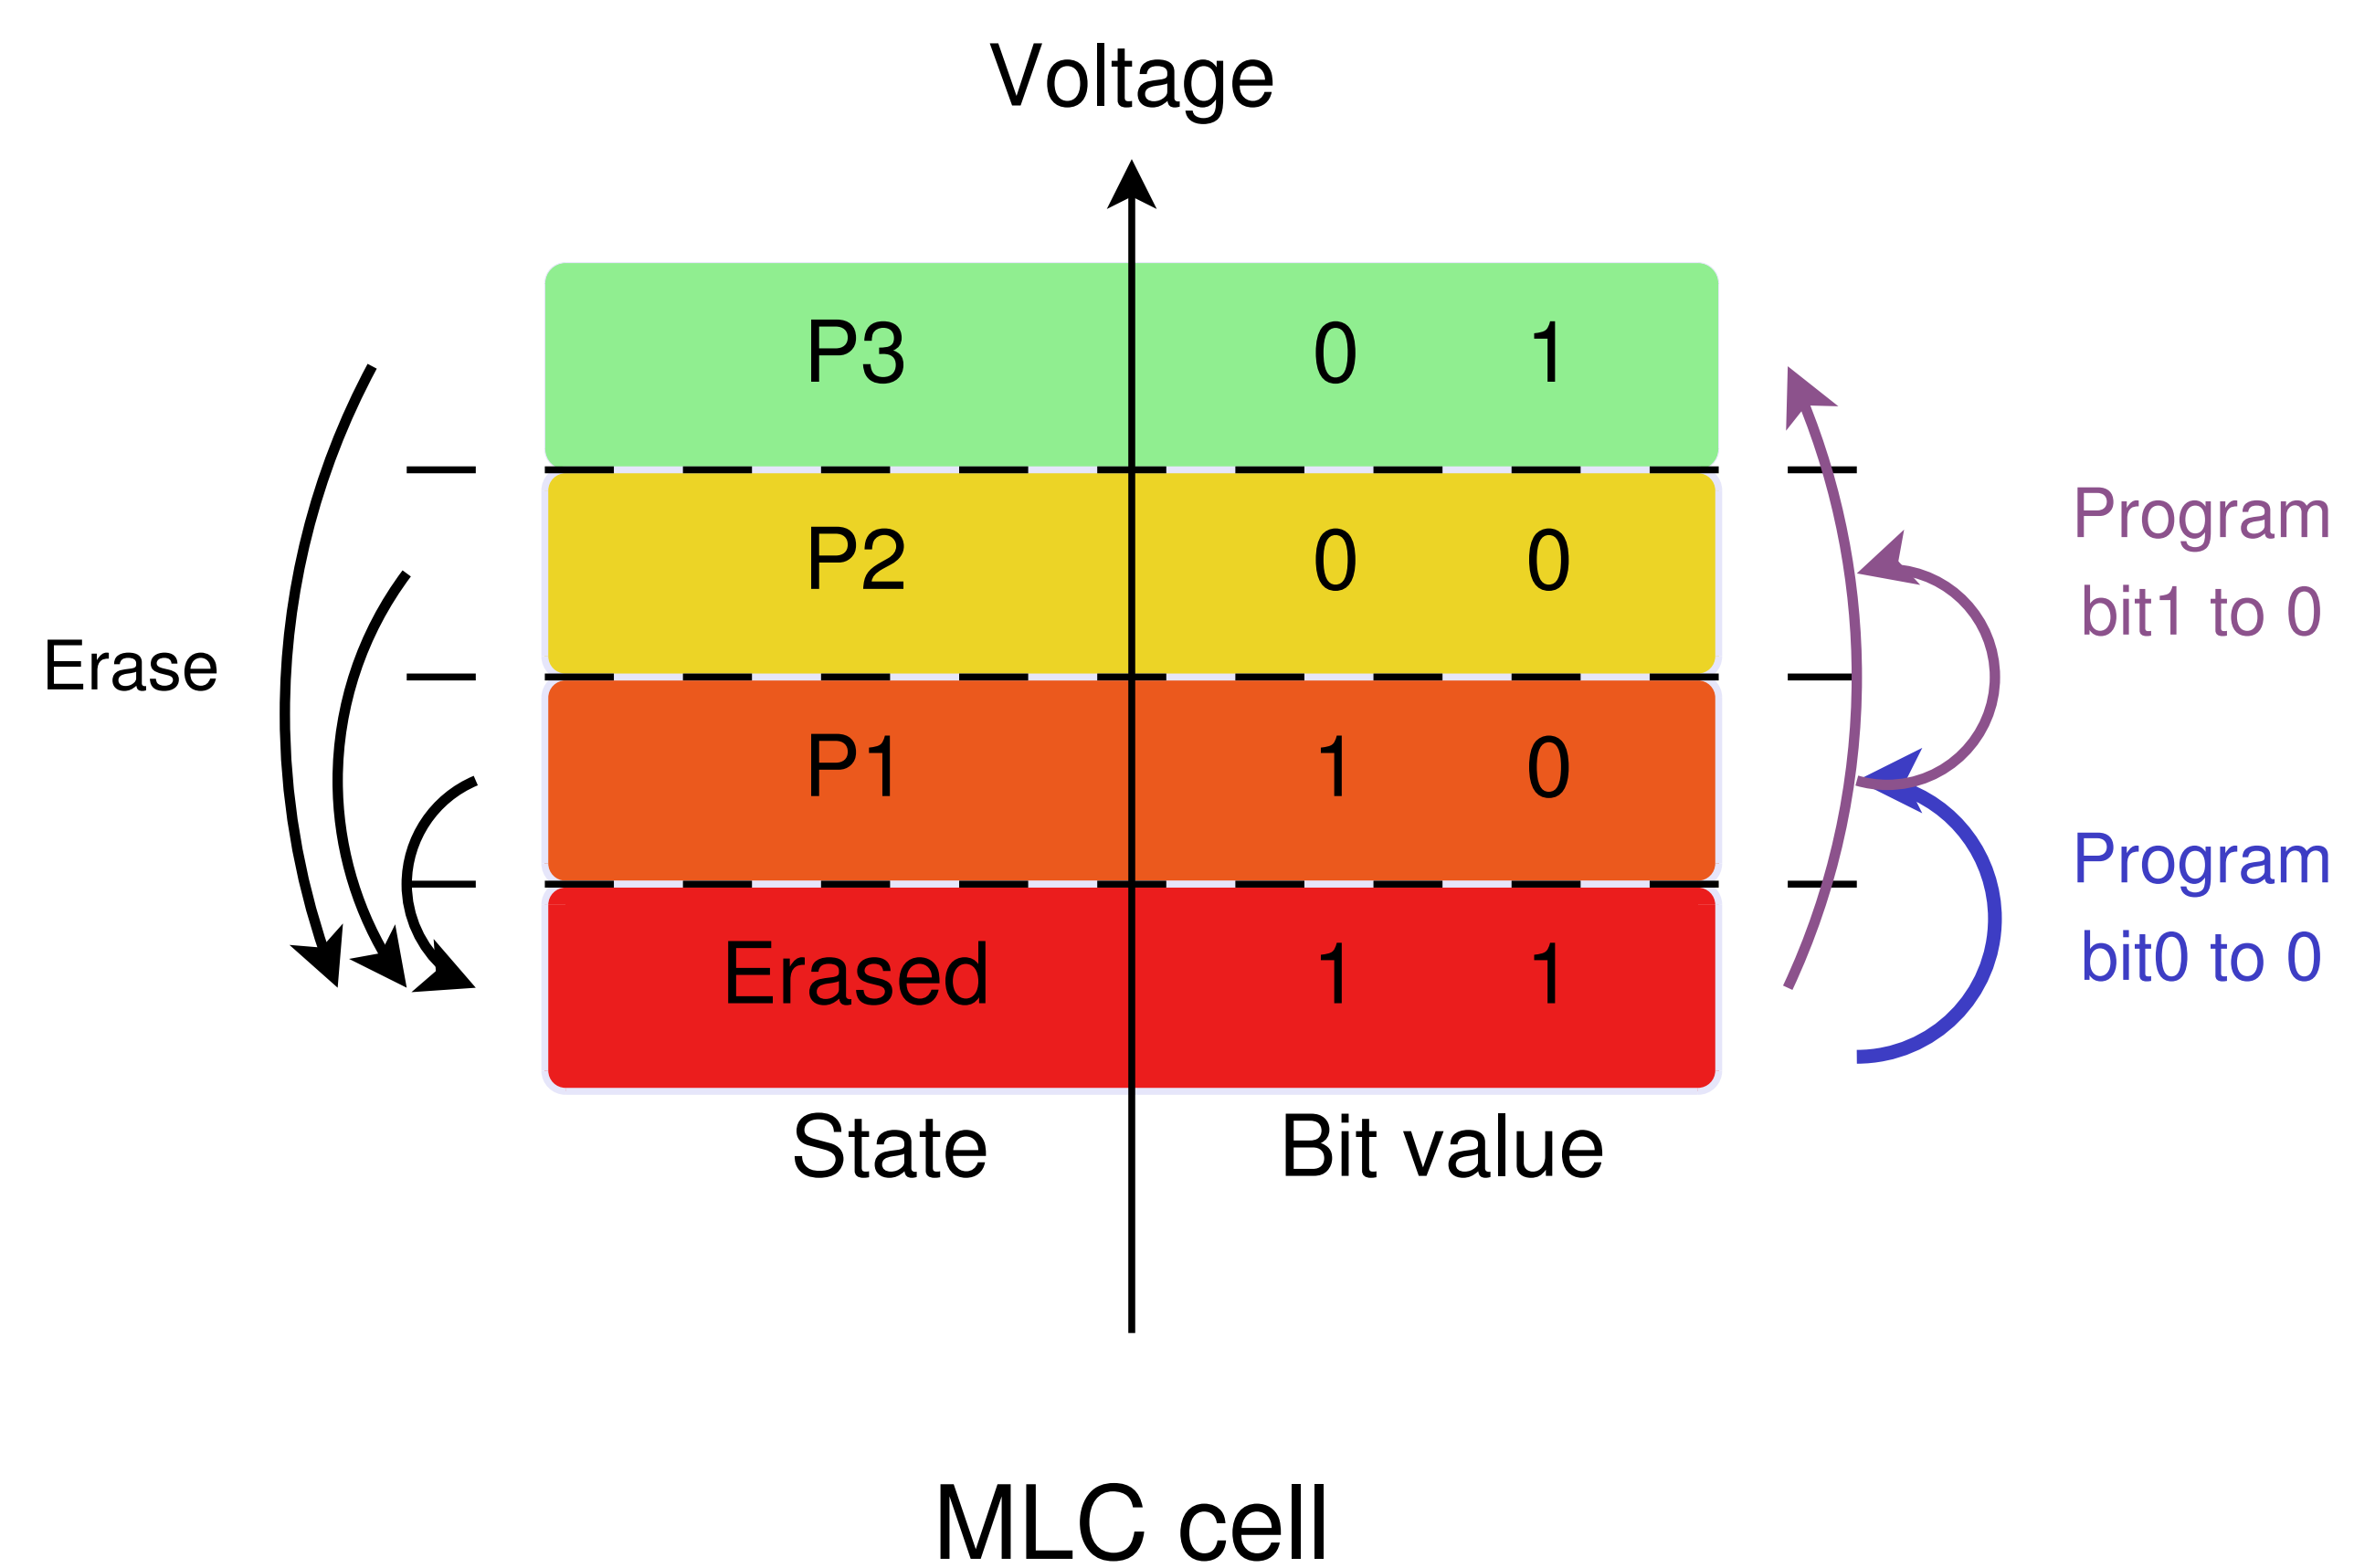 Voltage
P3 0 1
P2 0 0
P1 1 0
Erased 1 1
State Bit value
Erase
Program
bit1 to 0
Program
bit0 to 0
MLC cell